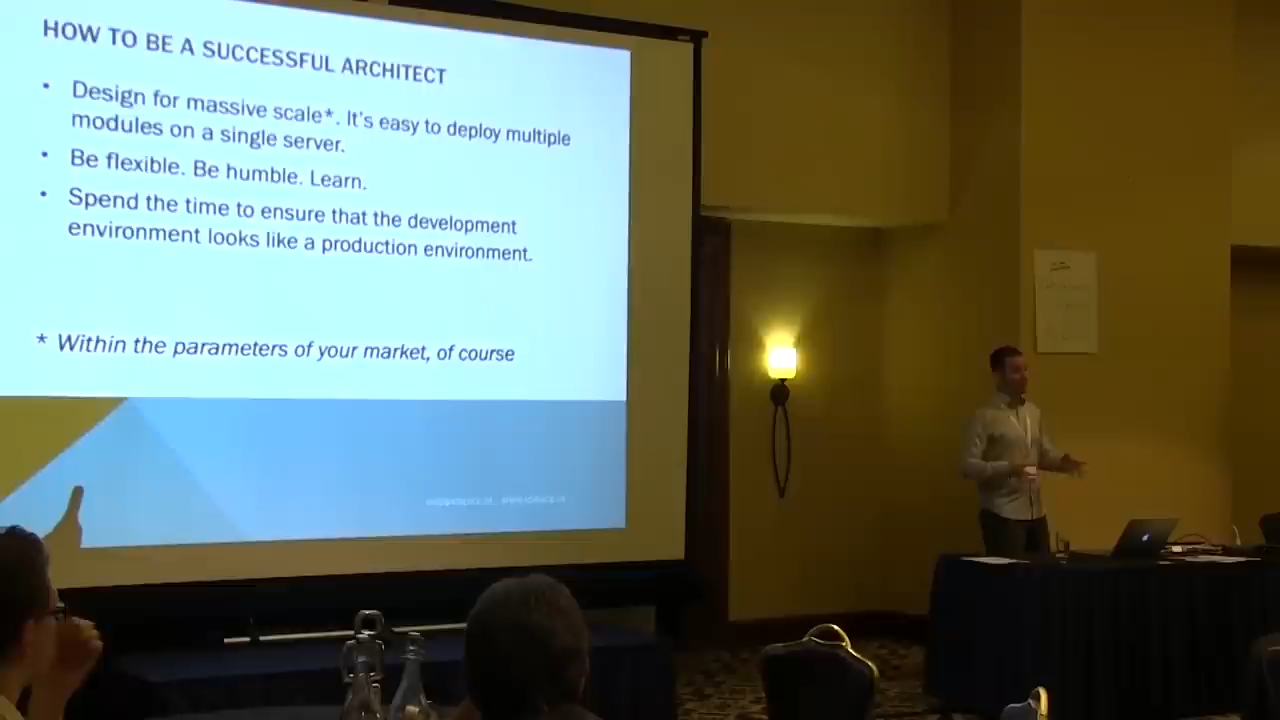 HOW TO BE A SUCCESSFUL ARCHITECT
• Design for massive scale*. It's easy to deploy multiple
modules on a single server.
• Be flexible. Be humble. Learn.
• Spend the time to ensure that the development
environment looks like a production environment.
* Within the parameters of your market, of course